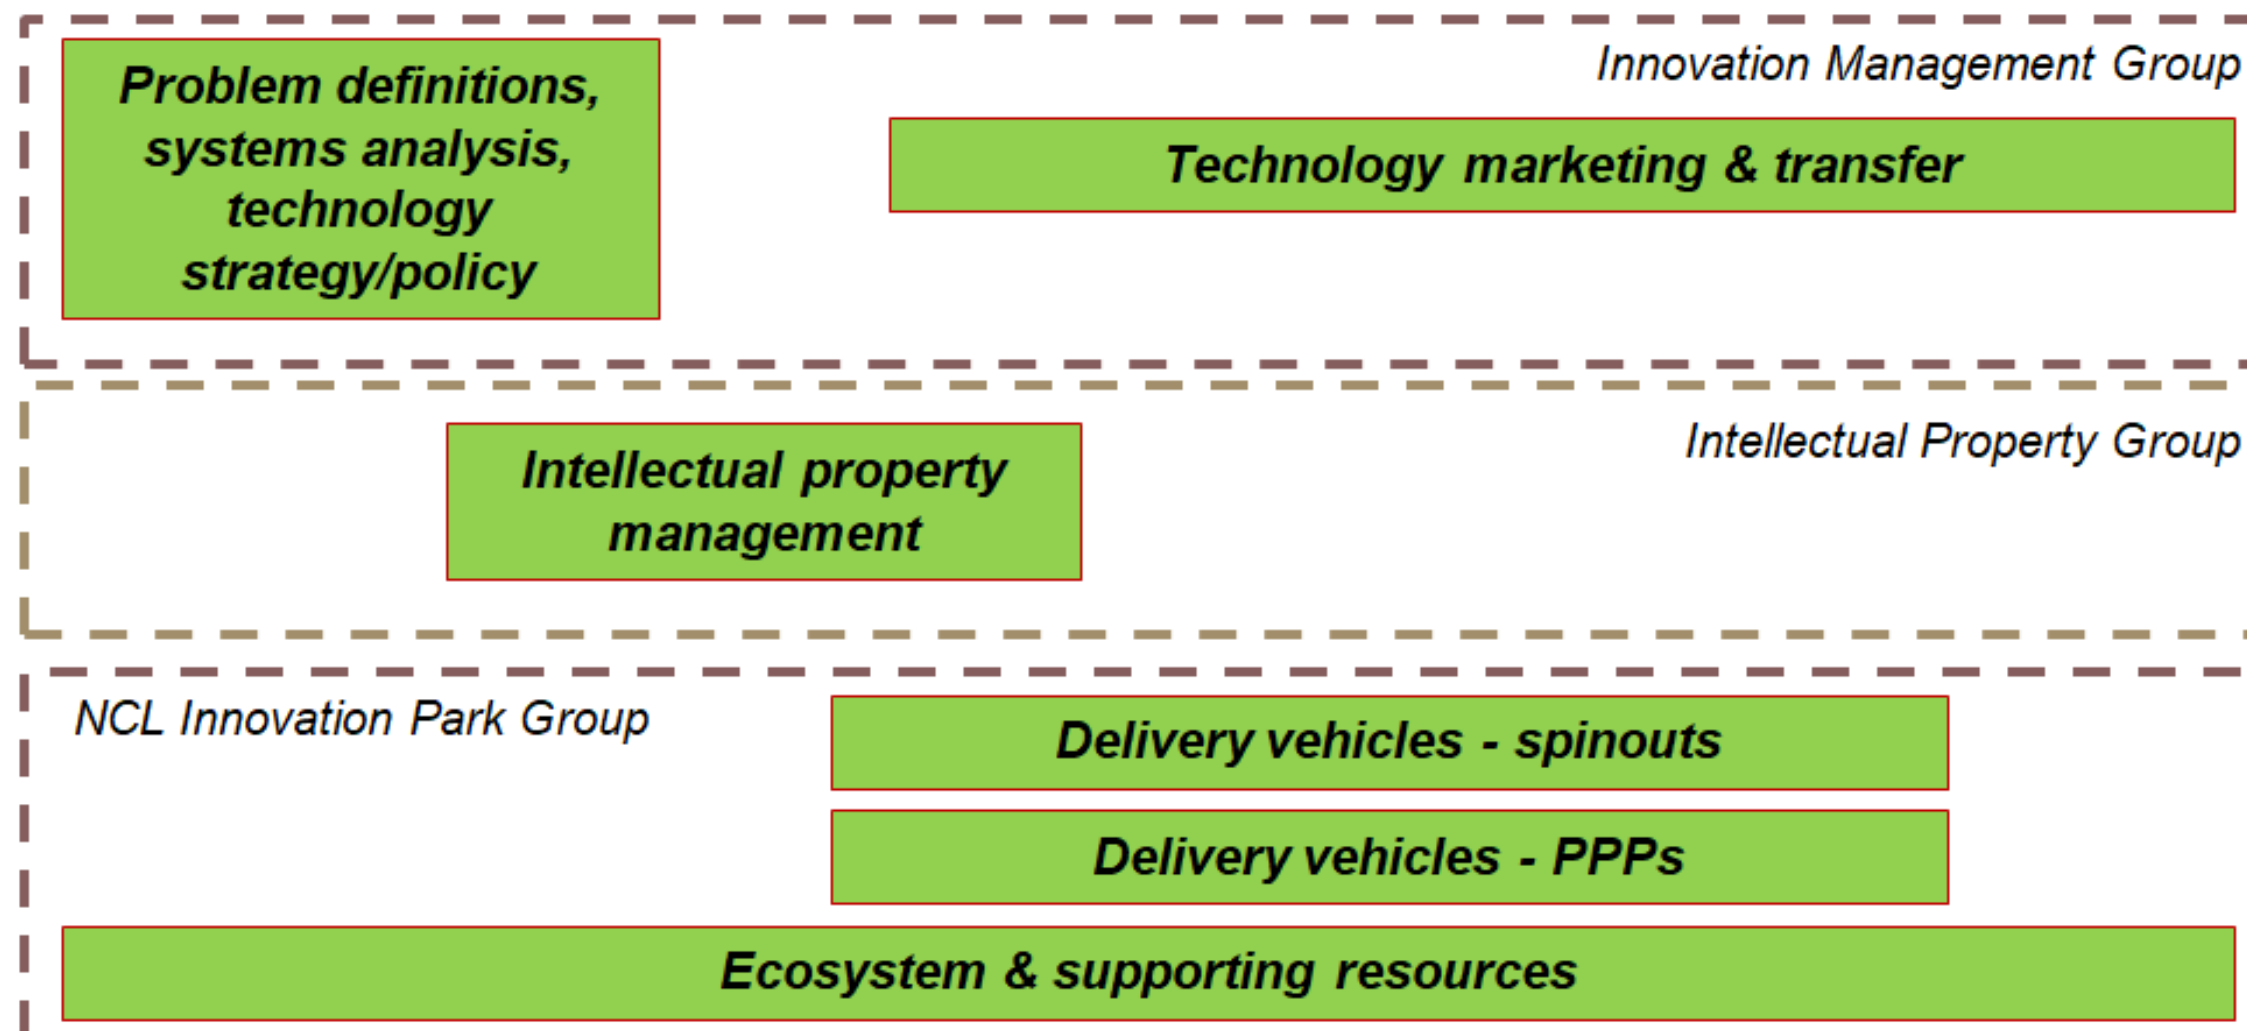 Problem definitions,
systems analysis,
technology
strategy/policy
Innovation Management Group
Technology marketing & transfer
Intellectual property
management
Intellectual Property Group
NCL Innovation Park Group
Delivery vehicles - spinouts
Delivery vehicles - PPPs
Ecosystem & supporting resources